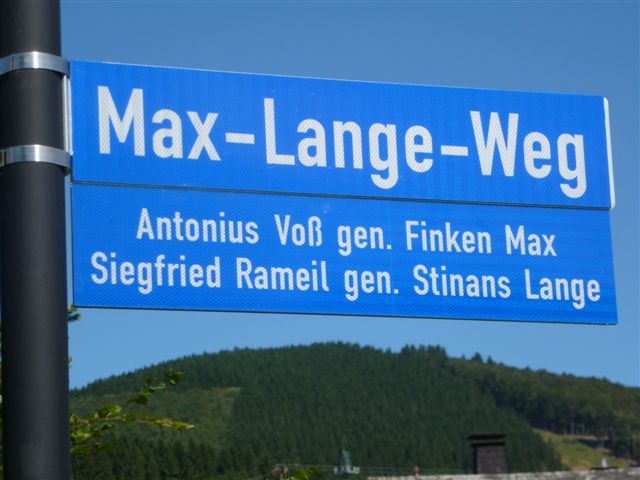 Max-Lange-Weg
Antonius Voß gen. Finken Max
Siegfried Rameil gen. Stinans Lange